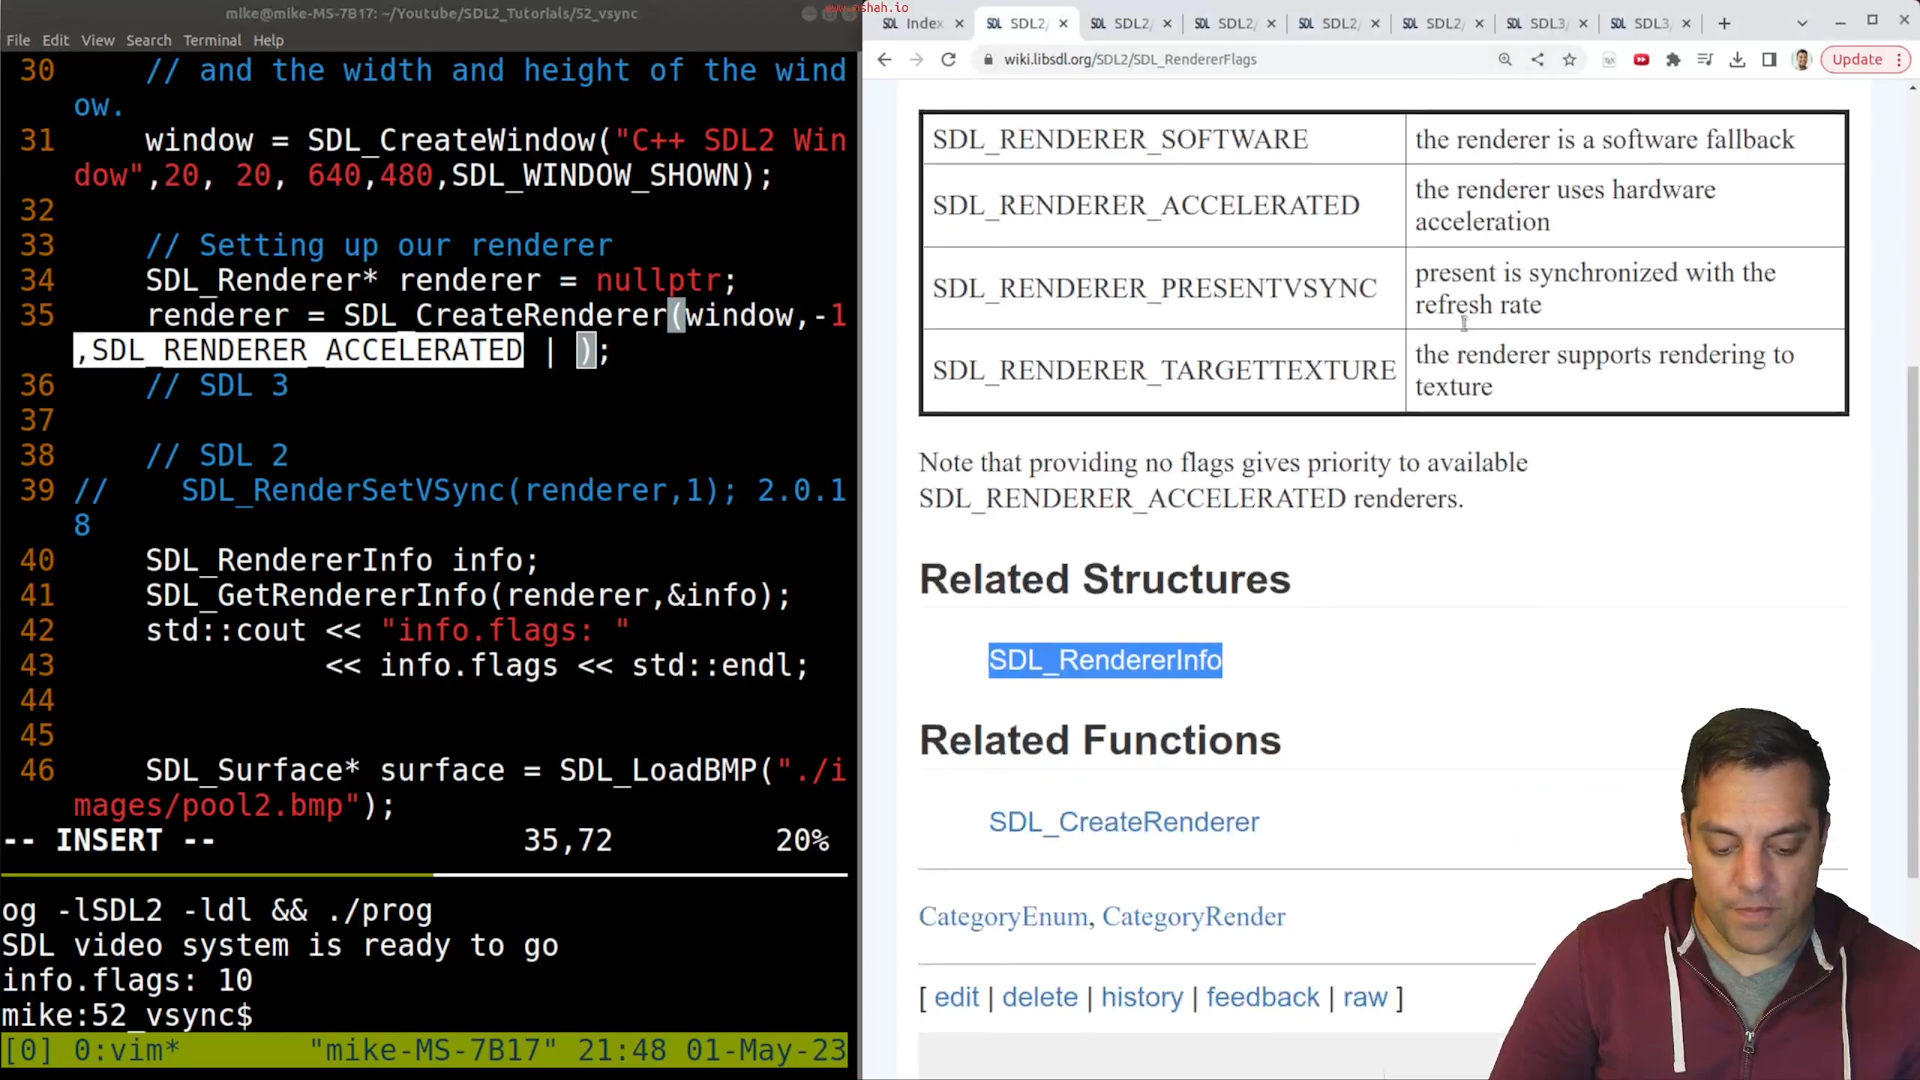 mike@mike-MS-7B17: ~/Youtube/SDL2_Tutorials/52_vsync
www.mshah.io
File Edit View Search Terminal Help
30 // and the width and height of the wind
ow.
31 window = SDL_CreateWindow("C++ SDL2 Win
dow",20, 20, 640,480,SDL_WINDOW_SHOWN);
32
33 // Setting up our renderer
34 SDL_Renderer* renderer = nullptr;
35 renderer = SDL_CreateRenderer(window,-1
,SDL_RENDERER_ACCELERATED | );
36 // SDL 3
37
38 // SDL 2
39 // SDL_RenderSetVSync(renderer,1); 2.0.1
8
40 SDL_RendererInfo info;
41 SDL_GetRendererInfo(renderer,&info);
42 std::cout << "info.flags: "
43 << info.flags << std::endl;
44
45
46 SDL_Surface* surface = SDL_LoadBMP("./i
mages/pool2.bmp");
-- INSERT -- 35,72 20%
og -lSDL2 -ldl && ./prog
SDL video system is ready to go
info.flags: 10
mike:52_vsync$
[0] 0:vim* "mike-MS-7B17" 21:48 01-May-23
SDL Index SDL SDL2/ SDL SDL2/ SDL SDL2/ SDL SDL2/ SDL SDL2/ SDL SDL3/ SDL SDL3/
wiki.libsdl.org/SDL2/SDL_RendererFlags
Update
SDL_RENDERER_SOFTWARE the renderer is a software fallback
SDL_RENDERER_ACCELERATED the renderer uses hardware
acceleration
SDL_RENDERER_PRESENTVSYNC present is synchronized with the
refresh rate
SDL_RENDERER_TARGETTEXTURE the renderer supports rendering to
texture
Note that providing no flags gives priority to available
SDL_RENDERER_ACCELERATED renderers.
Related Structures
SDL_RendererInfo
Related Functions
SDL_CreateRenderer
CategoryEnum, CategoryRender
[ edit | delete | history | feedback | raw ]